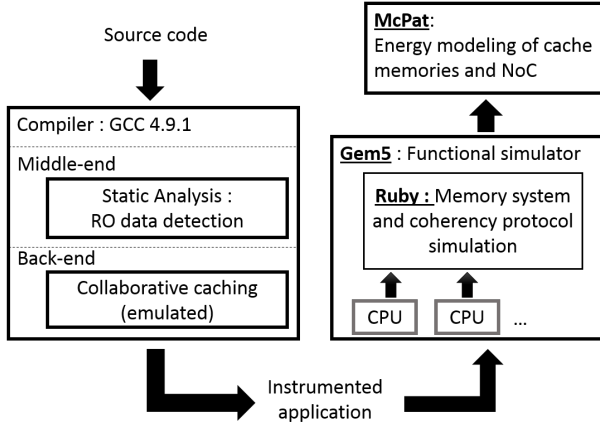 Source code
Compiler : GCC 4.9.1
Middle-end
Static Analysis :
RO data detection
Back-end
Collaborative caching
(emulated)
Instrumented
application
McPat:
Energy modeling of cache
memories and NoC
Gem5 : Functional simulator
Ruby : Memory system
and coherency protocol
simulation
CPU
CPU
...